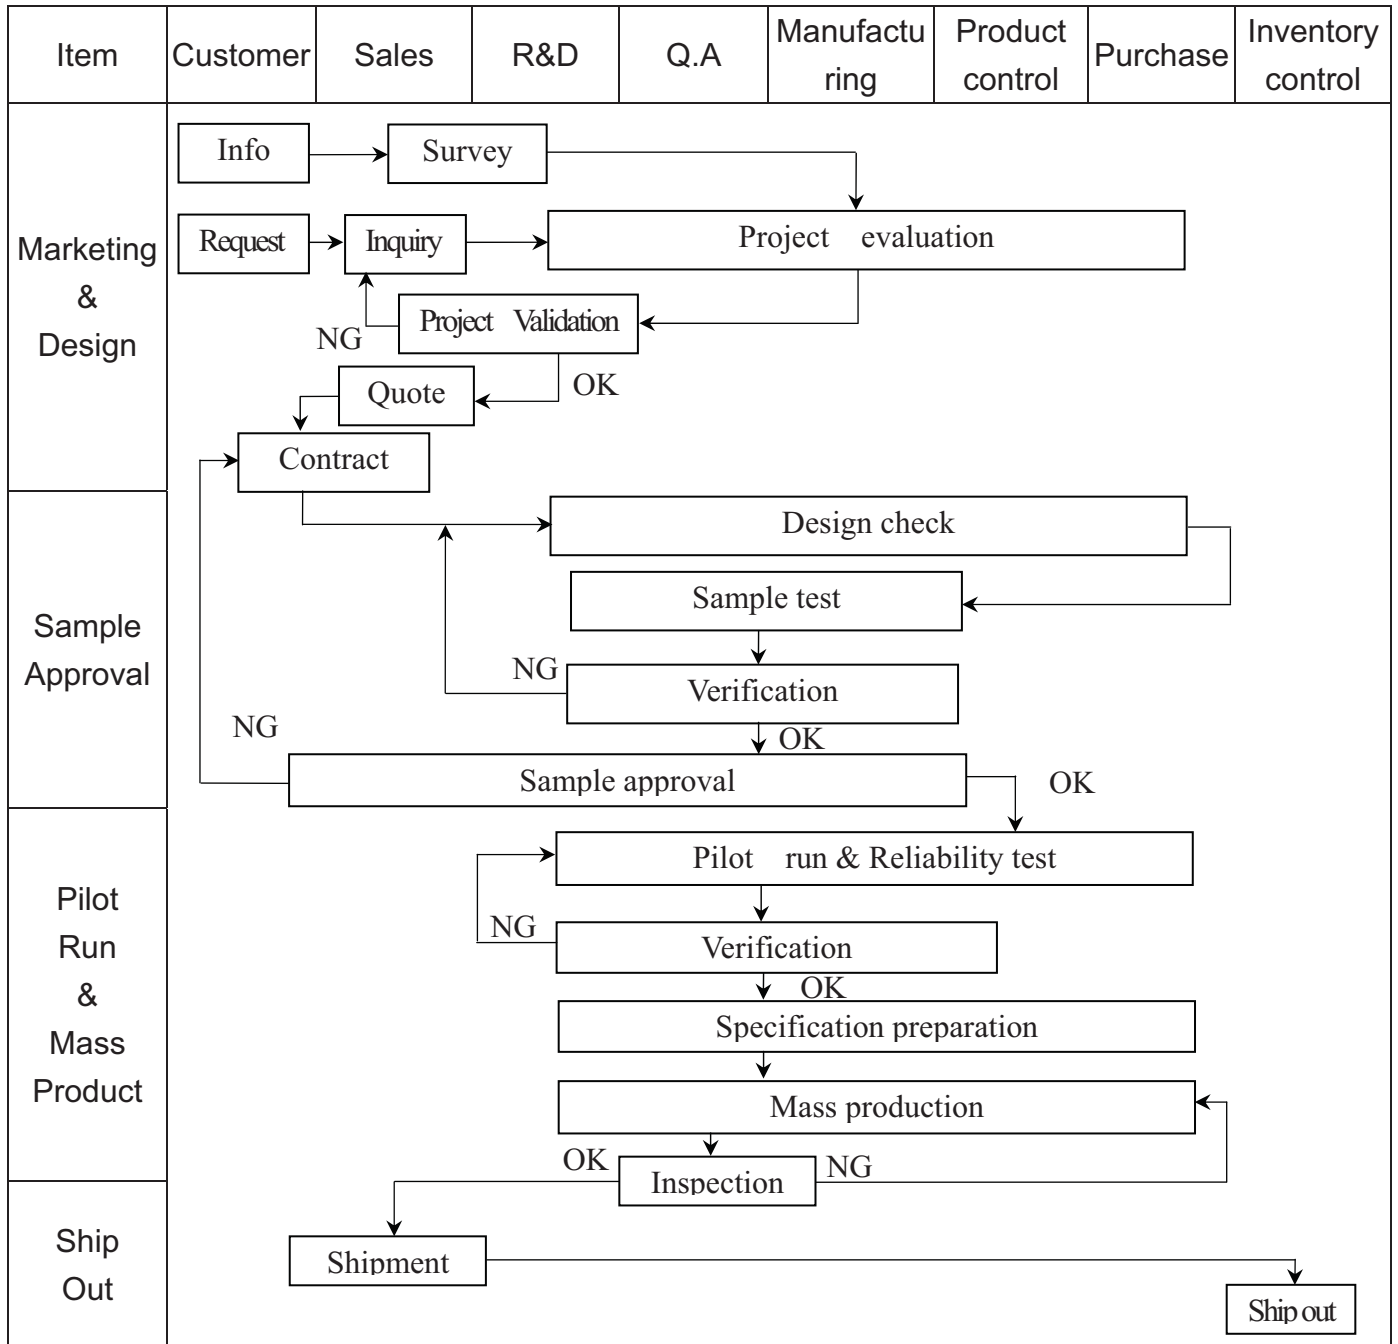 Item
Customer
Sales
R&D
Q.A
Manufactu
ring
Product
control
Purchase
Inventory
control
Marketing
&
Design
Info
Survey
Request
Inquiry
Project evaluation
NG
Project Validation
OK
Quote
Contract
Sample
Approval
Design check
Sample test
NG
Verification
NG
OK
Sample approval
OK
Pilot
Run
&
Mass
Product
Pilot run & Reliability test
NG
Verification
OK
Specification preparation
Mass production
OK
Inspection
NG
Ship
Out
Shipment
Ship out